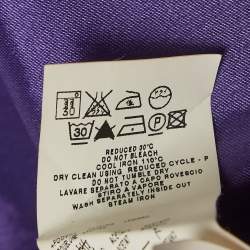 30
P
REDUCED 30°C
DO NOT BLEACH
COOL IRON 110°C
DRY CLEAN USING REDUCED CYCLE - P
DO NOT TUMBLE DRY
LAVARE SEPARATO A CAPO ROVESCIO
STIRO A VAPORE
WASH SEPARATELY INSIDE OUT
STEAM IRON